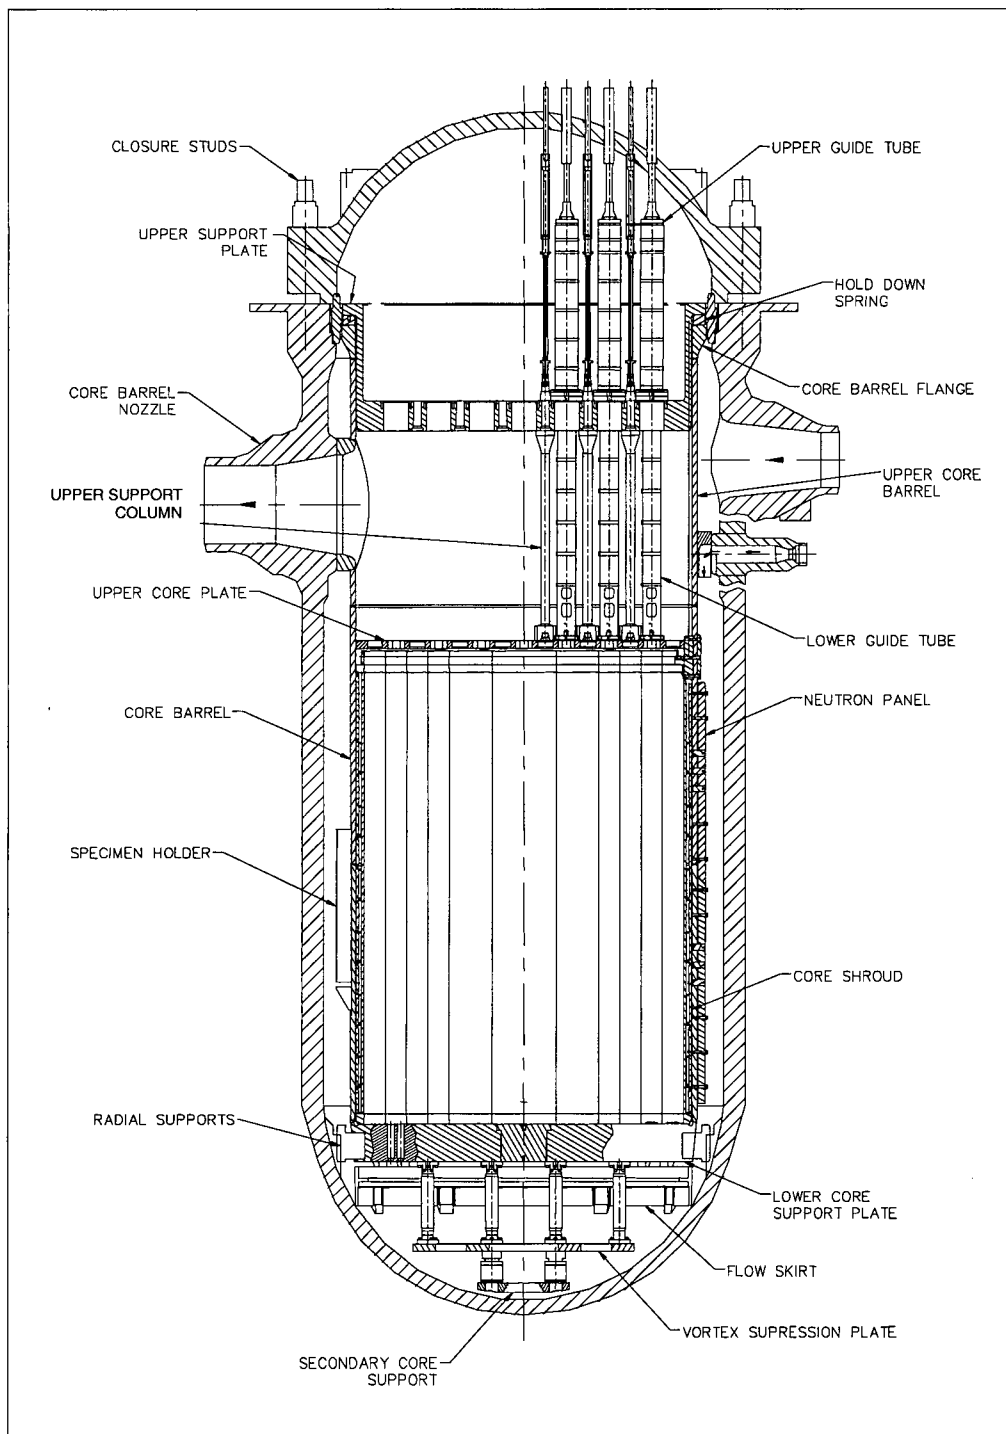 CLOSURE STUDS
UPPER GUIDE TUBE
UPPER SUPPORT
PLATE
HOLD DOWN
SPRING
CORE BARREL
NOZZLE
CORE BARREL FLANGE
UPPER SUPPORT
COLUMN
UPPER CORE
BARREL
UPPER CORE PLATE
LOWER GUIDE TUBE
CORE BARREL
NEUTRON PANEL
SPECIMEN HOLDER
CORE SHROUD
RADIAL SUPPORTS
LOWER CORE
SUPPORT PLATE
FLOW SKIRT
VORTEX SUPRESSION PLATE
SECONDARY CORE
SUPPORT